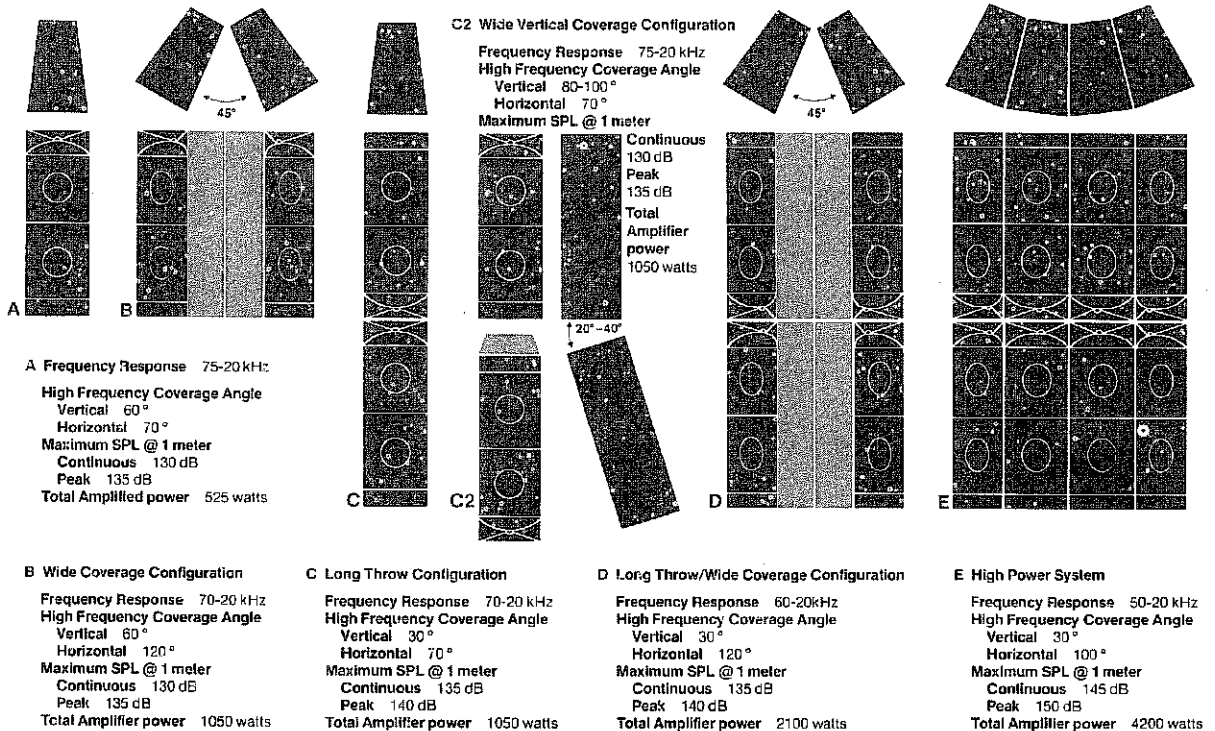 C2 Wide Vertical Coverage Configuration
Frequency Response 75-20 kHz
High Frequency Coverage Angle
Vertical 80-100°
Horizontal 70°
Maximum SPL @ 1 meter
Continuous
130 dB
Peak
135 dB
Total
Amplifier
power
1050 watts
45°
45°
20°-40°
A
B
C
C2
D
E
A Frequency Response 75-20 kHz
High Frequency Coverage Angle
Vertical 60°
Horizontal 70°
Maximum SPL @ 1 meter
Continuous 130 dB
Peak 135 dB
Total Amplified power 525 watts
B Wide Coverage Configuration
Frequency Response 70-20 kHz
High Frequency Coverage Angle
Vertical 60°
Horizontal 120°
Maximum SPL @ 1 meter
Continuous 130 dB
Peak 135 dB
Total Amplifier power 1050 watts
C Long Throw Configuration
Frequency Response 70-20 kHz
High Frequency Coverage Angle
Vertical 30°
Horizontal 70°
Maximum SPL @ 1 meter
Continuous 135 dB
Peak 140 dB
Total Amplifier power 1050 watts
D Long Throw/Wide Coverage Configuration
Frequency Response 60-20kHz
High Frequency Coverage Angle
Vertical 30°
Horizontal 120°
Maximum SPL @ 1 meter
Continuous 135 dB
Peak 140 dB
Total Amplifier power 2100 watts
E High Power System
Frequency Response 50-20 kHz
High Frequency Coverage Angle
Vertical 30°
Horizontal 100°
Maximum SPL @ 1 meter
Continuous 145 dB
Peak 150 dB
Total Amplifier power 4200 watts